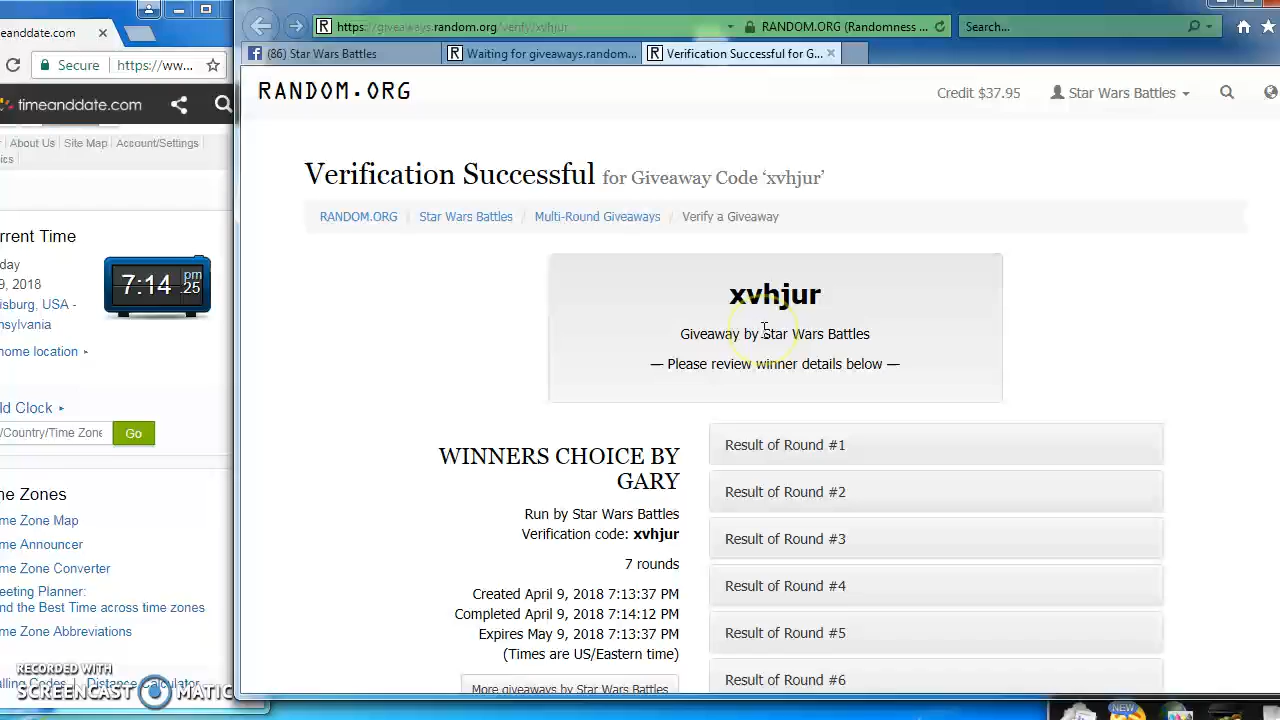 eanddate.com
Secure
https://ww...
timeanddate.com
About Us
Site Map
Account/Settings
ics
rrent Time
day
9, 2018
isburg, USA -
nnsylvania
home location
7:14 pm .25
ld Clock
/Country/Time Zone
Go
me Zones
me Zone Map
me Announcer
me Zone Converter
eeting Planner:
nd the Best Time across time zones
me Zone Abbreviations
RECORDED WITH
SCREENCAST MATIC
https://giveaways.random.org/verify/xvhjur
RANDOM.ORG (Randomness ...
Search...
(86) Star Wars Battles
Waiting for giveaways.random...
Verification Successful for G...
RANDOM.ORG
Credit $37.95
Star Wars Battles
Verification Successful for Giveaway Code ‘xvhjur’
RANDOM.ORG / Star Wars Battles / Multi-Round Giveaways / Verify a Giveaway
xvhjur
Giveaway by Star Wars Battles
— Please review winner details below —
WINNERS CHOICE BY
GARY
Run by Star Wars Battles
Verification code: xvhjur
7 rounds
Created April 9, 2018 7:13:37 PM
Completed April 9, 2018 7:14:12 PM
Expires May 9, 2018 7:13:37 PM
(Times are US/Eastern time)
More giveaways by Star Wars Battles
Result of Round #1
Result of Round #2
Result of Round #3
Result of Round #4
Result of Round #5
Result of Round #6
NEW